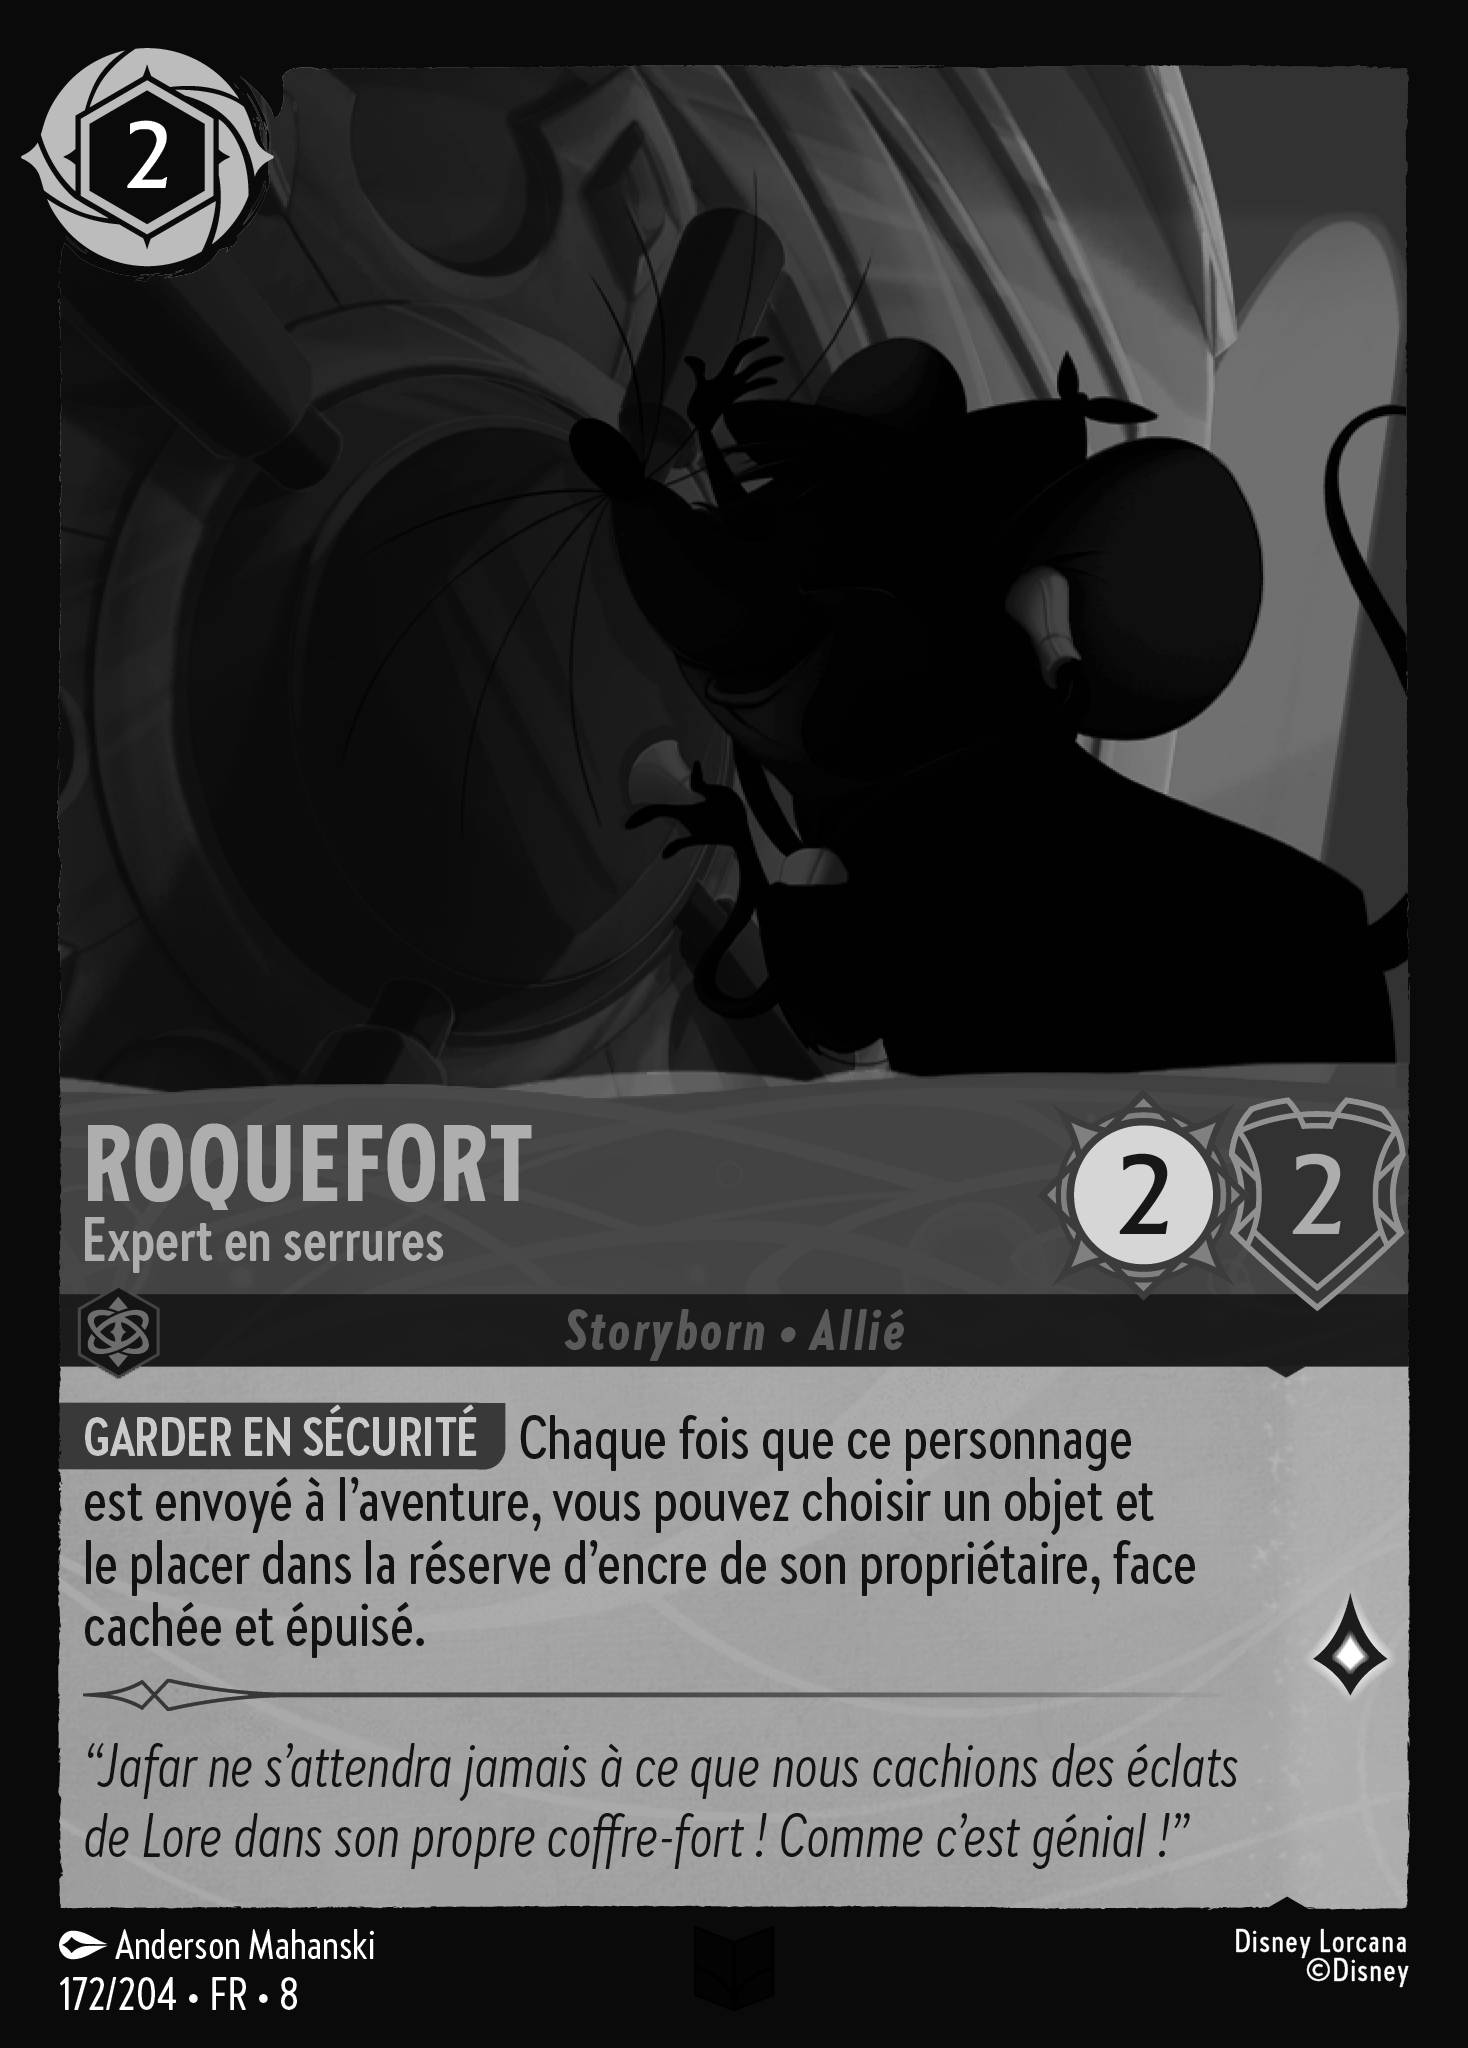 2
ROQUEFORT
Expert en serrures
2 2
Storyborn • Allié
GARDER EN SÉCURITÉ Chaque fois que ce personnage
est envoyé à l’aventure, vous pouvez choisir un objet et
le placer dans la réserve d’encre de son propriétaire, face
cachée et épuisé.
“Jafar ne s’attendra jamais à ce que nous cachions des éclats
de Lore dans son propre coffre-fort ! Comme c’est génial !”
Anderson Mahanski
172/204 • FR • 8
Disney Lorcana
©Disney